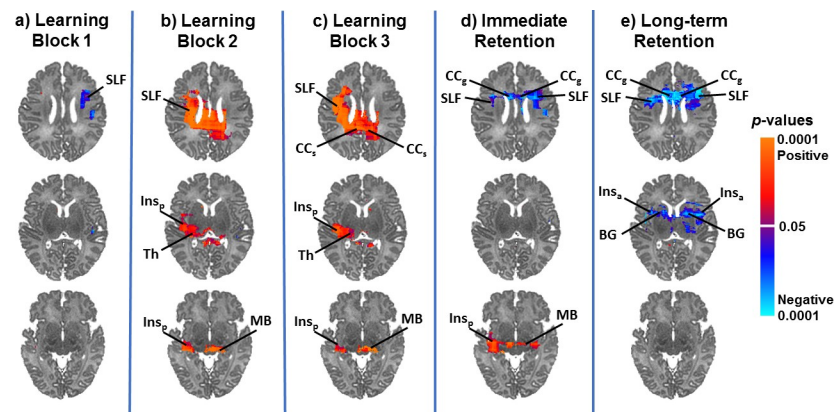 a) Learning
Block 1
SLF
b) Learning
Block 2
SLF
Insp
Th
Insp
MB
c) Learning
Block 3
SLF
CCs
CCs
Insp
Th
Insp
MB
d) Immediate
Retention
CCg
CCg
SLF
SLF
Insp
MB
e) Long-term
Retention
CCg
CCg
SLF
SLF
Insa
Insa
BG
BG
p-values
0.0001
Positive
0.05
Negative
0.0001